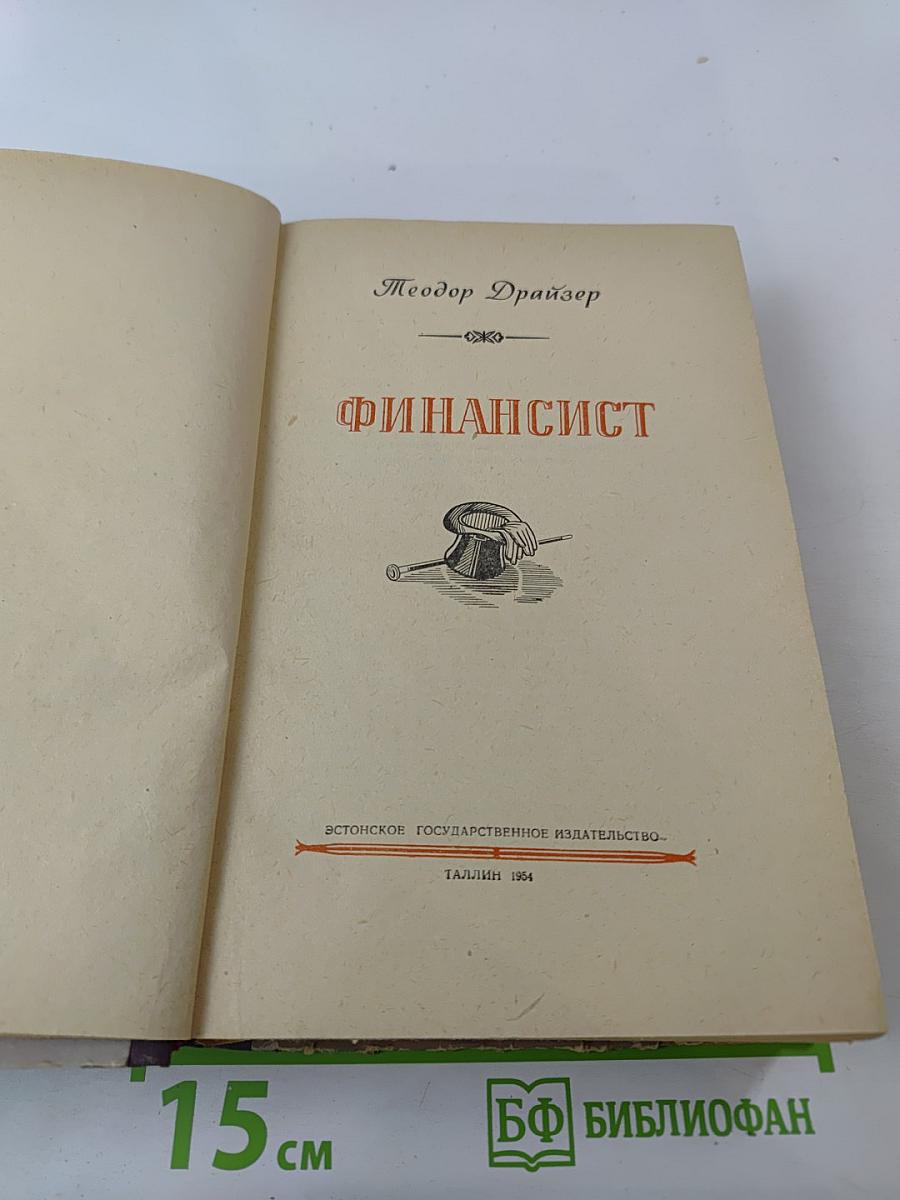 Теодор Драйзер
ФИНАНСИСТ
ЭСТОНСКОЕ ГОСУДАРСТВЕННОЕ ИЗДАТЕЛЬСТВО
ТАЛЛИН 1954
15 см
БФ БИБЛИОФАН